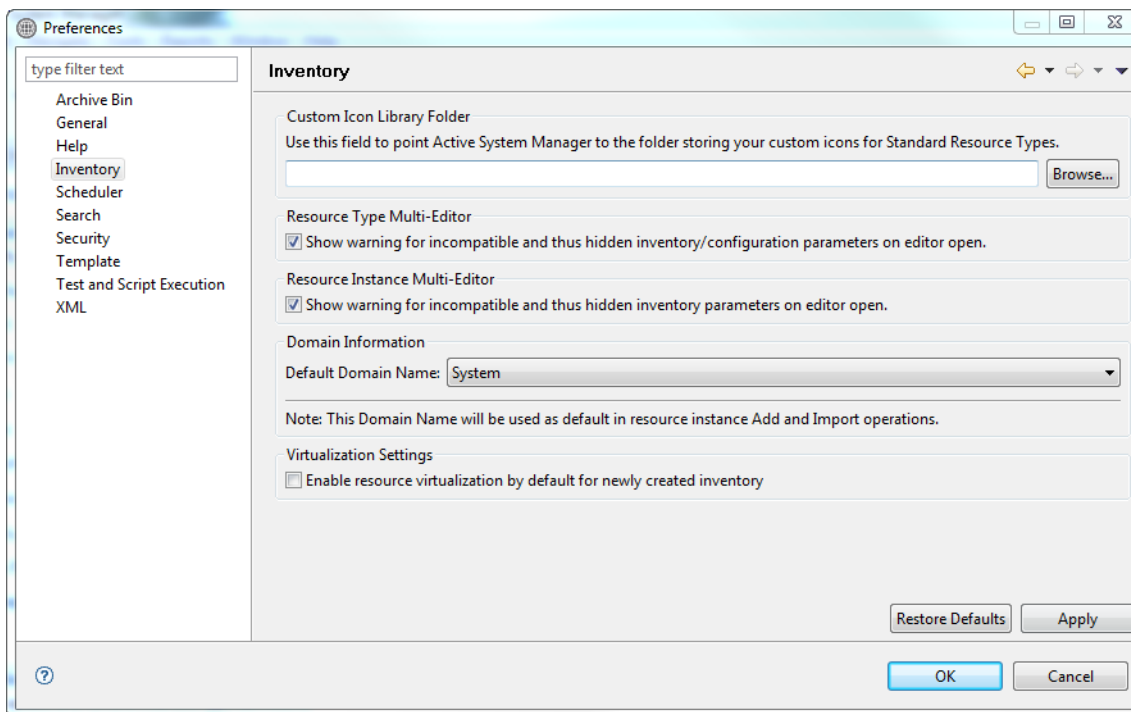 Preferences
type filter text
Archive Bin
General
Help
Inventory
Scheduler
Search
Security
Template
Test and Script Execution
XML
Inventory
Custom Icon Library Folder
Use this field to point Active System Manager to the folder storing your custom icons for Standard Resource Types.
Browse...
Resource Type Multi-Editor
Show warning for incompatible and thus hidden inventory/configuration parameters on editor open.
Resource Instance Multi-Editor
Show warning for incompatible and thus hidden inventory parameters on editor open.
Domain Information
Default Domain Name: System
Note: This Domain Name will be used as default in resource instance Add and Import operations.
Virtualization Settings
Enable resource virtualization by default for newly created inventory
Restore Defaults Apply
OK Cancel